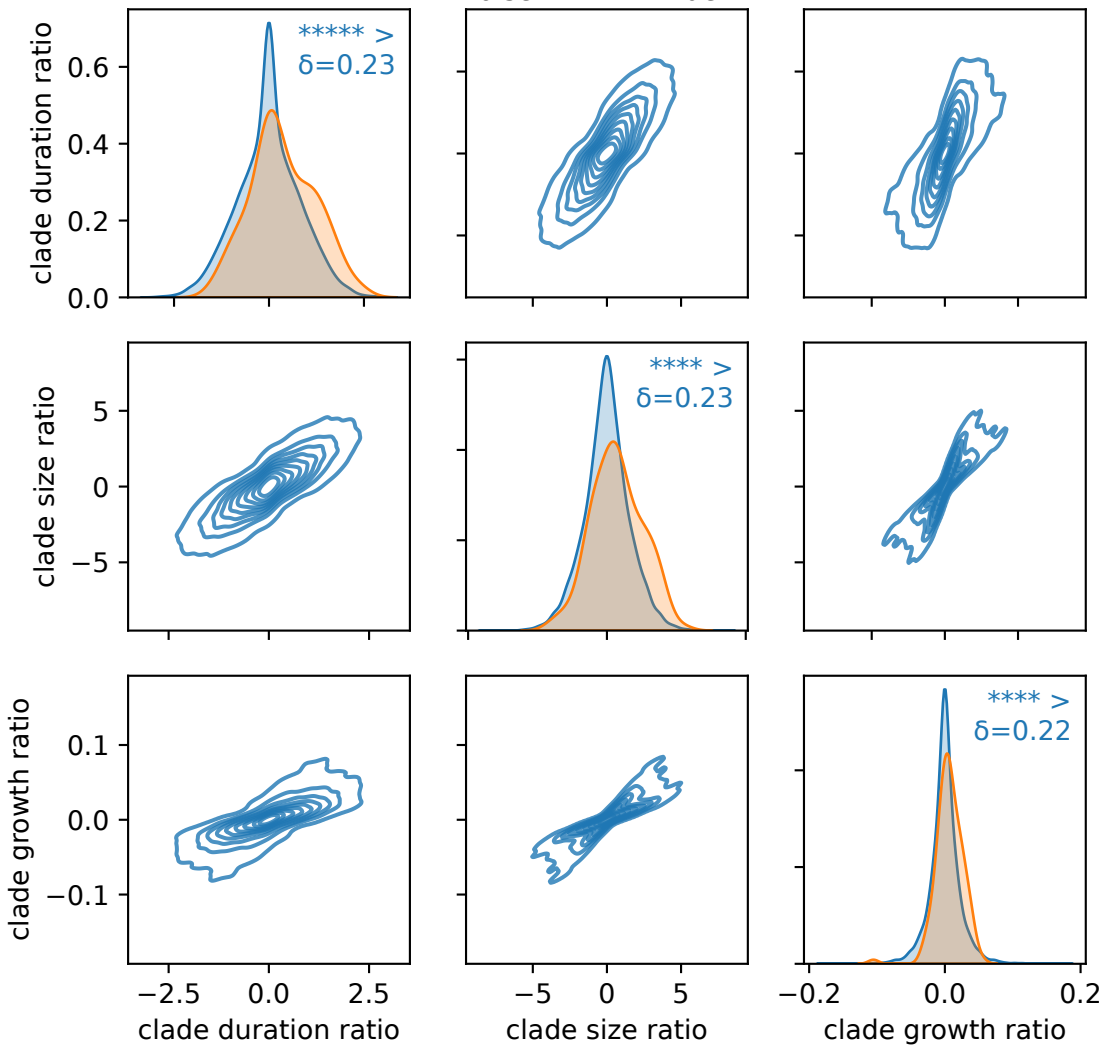 clade duration ratio
0.6
0.4
0.2
0.0
***** >
δ=0.23
clade size ratio
5
0
−5
**** >
δ=0.23
clade growth ratio
0.1
0.0
−0.1
**** >
δ=0.22
−2.5
0.0
2.5
−5
0
5
−0.2
0.0
0.2
clade duration ratio
clade size ratio
clade growth ratio